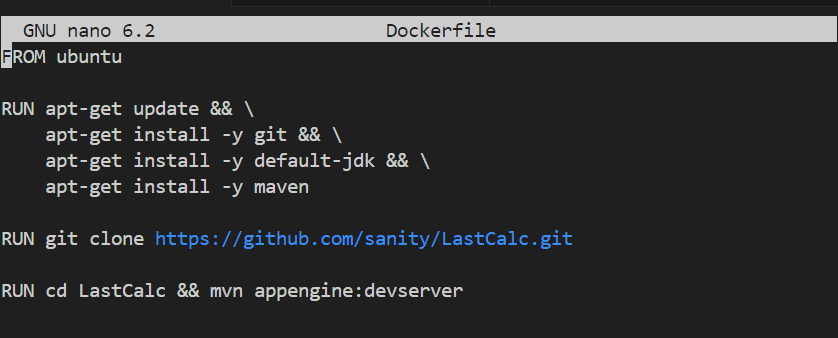 GNU nano 6.2 Dockerfile
FROM ubuntu
RUN apt-get update && \
apt-get install -y git && \
apt-get install -y default-jdk && \
apt-get install -y maven
RUN git clone https://github.com/sanity/LastCalc.git
RUN cd LastCalc && mvn appengine:devserver